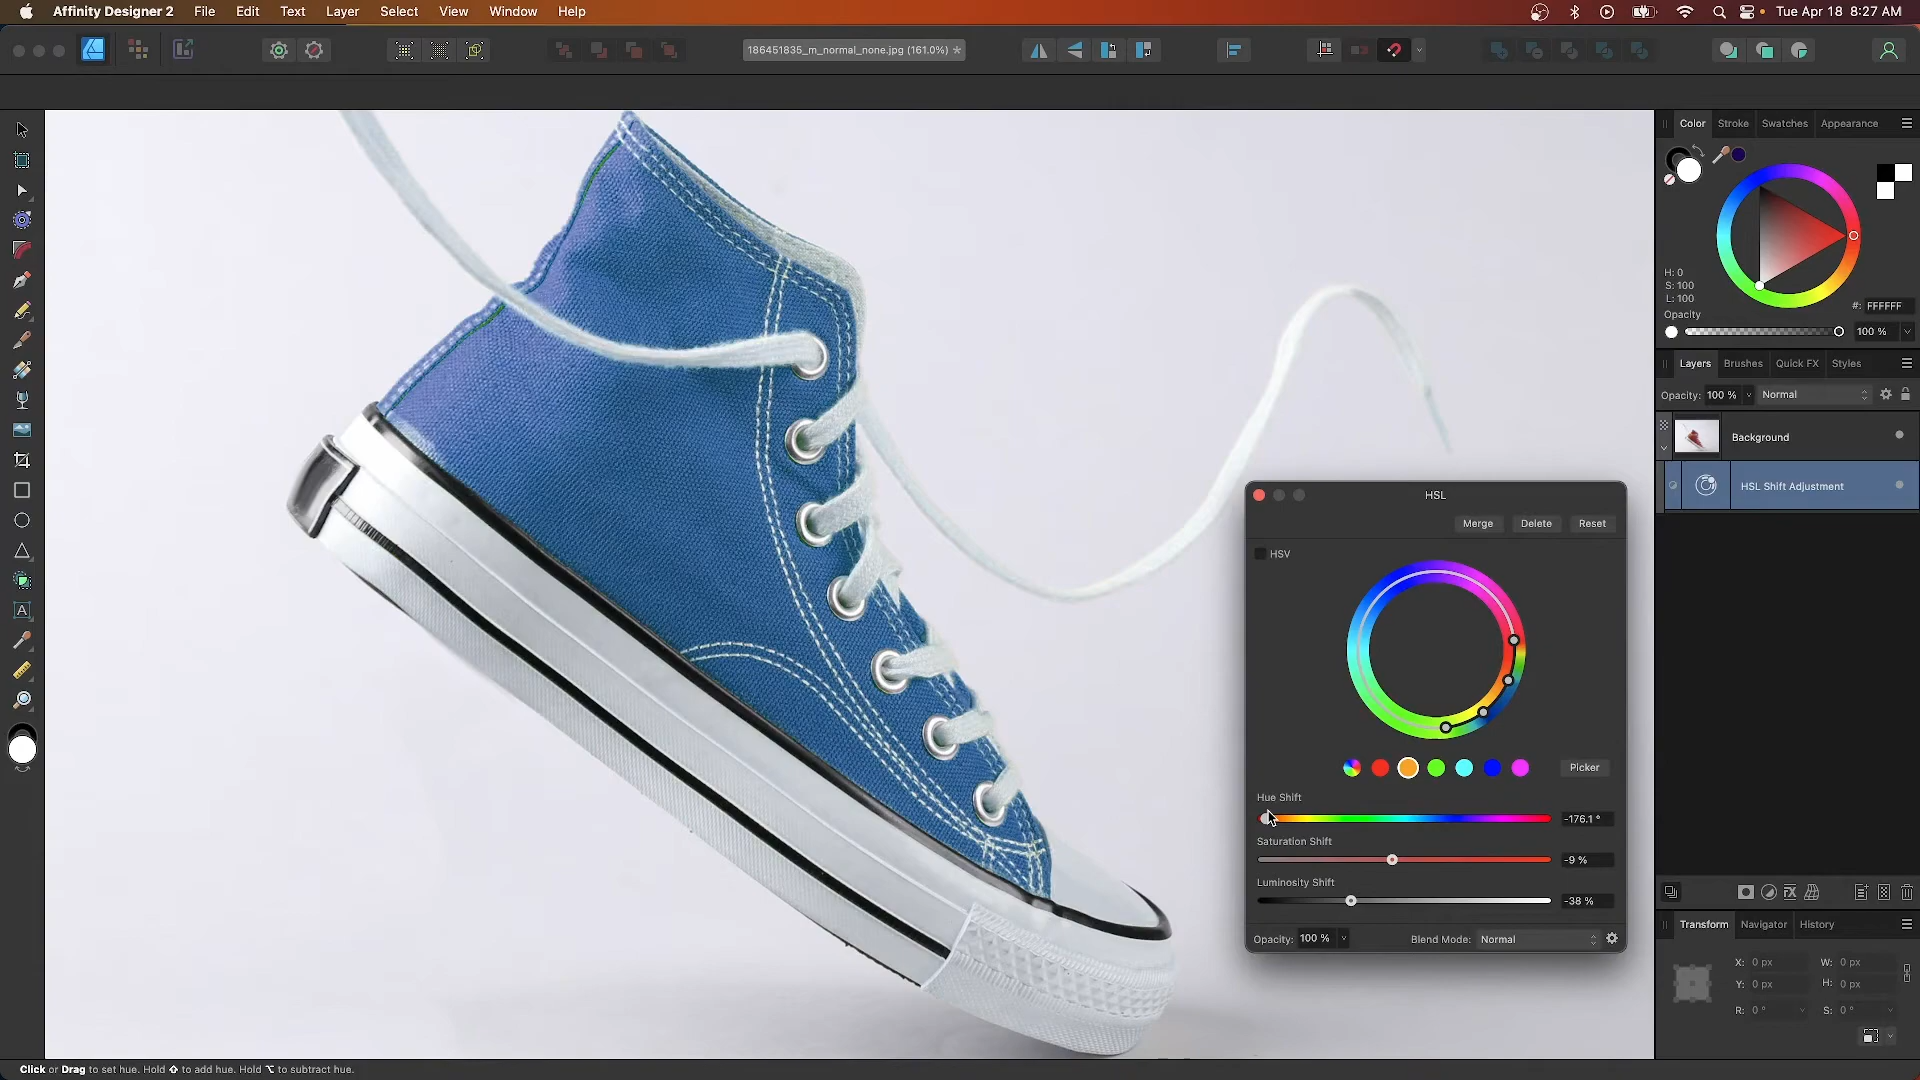 Affinity Designer 2 File Edit Text Layer Select View Window Help Tue Apr 18 8:27 AM
186451835_m_normal_none.jpg (161.0%) *
Color Stroke Swatches Appearance
H: 0
S: 100
L: 100
#: FFFFFF
Opacity
100 %
Layers Brushes Quick FX Styles
Opacity: 100 % Normal
Background
HSL Shift Adjustment
HSL
Merge Delete Reset
HSV
Picker
Hue Shift
-176.1 °
Saturation Shift
-9 %
Luminosity Shift
-38 %
Opacity: 100 % Blend Mode: Normal
Transform Navigator History
X: 0 px W: 0 px
Y: 0 px H: 0 px
R: 0 ° S: 0 °
A
Click or Drag to set hue. Hold ⇧ to add hue. Hold ⌥ to subtract hue.